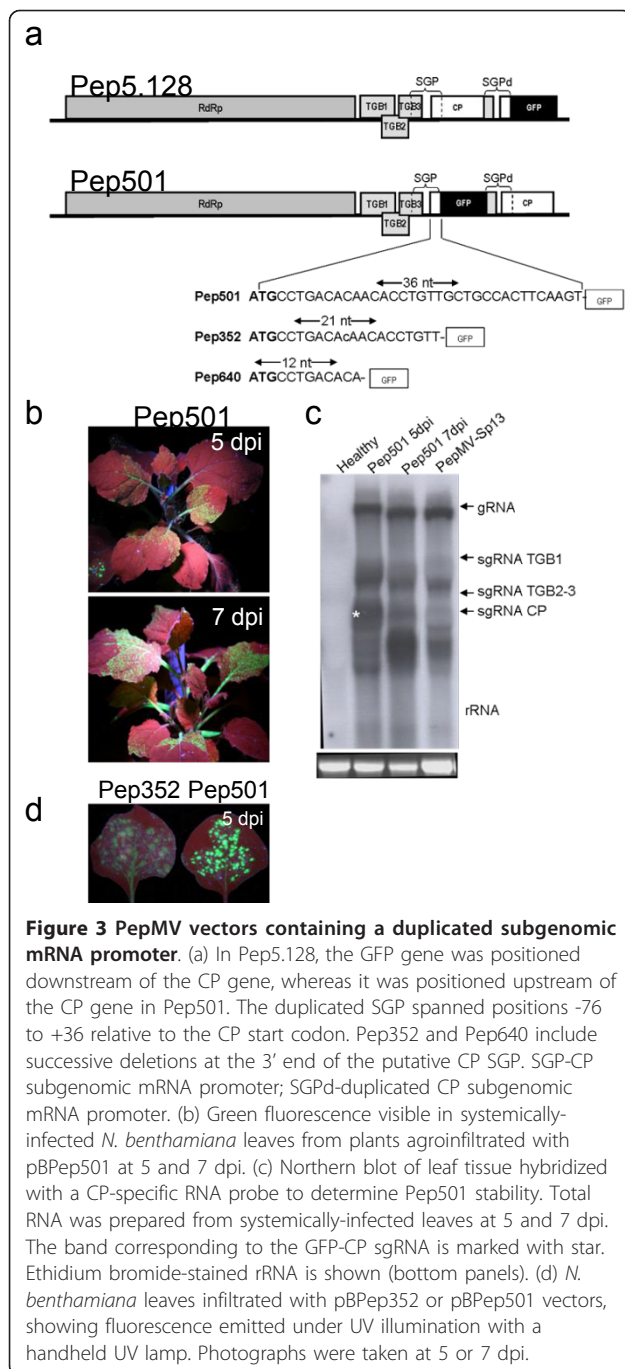 a
Pep5.128
SGP
SGPd
RdRp
TGB1
TGB3
CP
GFP
TGB2
Pep501
SGP
SGPd
RdRp
TGB1
TGB3
GFP
CP
TGB2
36 nt
Pep501 ATGCCTGACACAACACCTGTTGCTGCCACTTCAAGT- GFP
21 nt
Pep352 ATGCCTGACACAACACCTGTT- GFP
12 nt
Pep640 ATGCCTGACACA- GFP
b
Pep501
5 dpi
7 dpi
c
Healthy
Pep501 5dpi
Pep501 7dpi
PepMV-Sp13
gRNA
sgRNA TGB1
sgRNA TGB2-3
sgRNA CP
*
rRNA
d
Pep352 Pep501
5 dpi
Figure 3 PepMV vectors containing a duplicated subgenomic
mRNA promoter. (a) In Pep5.128, the GFP gene was positioned
downstream of the CP gene, whereas it was positioned upstream of
the CP gene in Pep501. The duplicated SGP spanned positions -76
to +36 relative to the CP start codon. Pep352 and Pep640 include
successive deletions at the 3' end of the putative CP SGP. SGP-CP
subgenomic mRNA promoter; SGPd-duplicated CP subgenomic
mRNA promoter. (b) Green fluorescence visible in systemically-
infected N. benthamiana leaves from plants agroinfiltrated with
pBPep501 at 5 and 7 dpi. (c) Northern blot of leaf tissue hybridized
with a CP-specific RNA probe to determine Pep501 stability. Total
RNA was prepared from systemically-infected leaves at 5 and 7 dpi.
The band corresponding to the GFP-CP sgRNA is marked with star.
Ethidium bromide-stained rRNA is shown (bottom panels). (d) N.
benthamiana leaves infiltrated with pBPep352 or pBPep501 vectors,
showing fluorescence emitted under UV illumination with a
handheld UV lamp. Photographs were taken at 5 or 7 dpi.